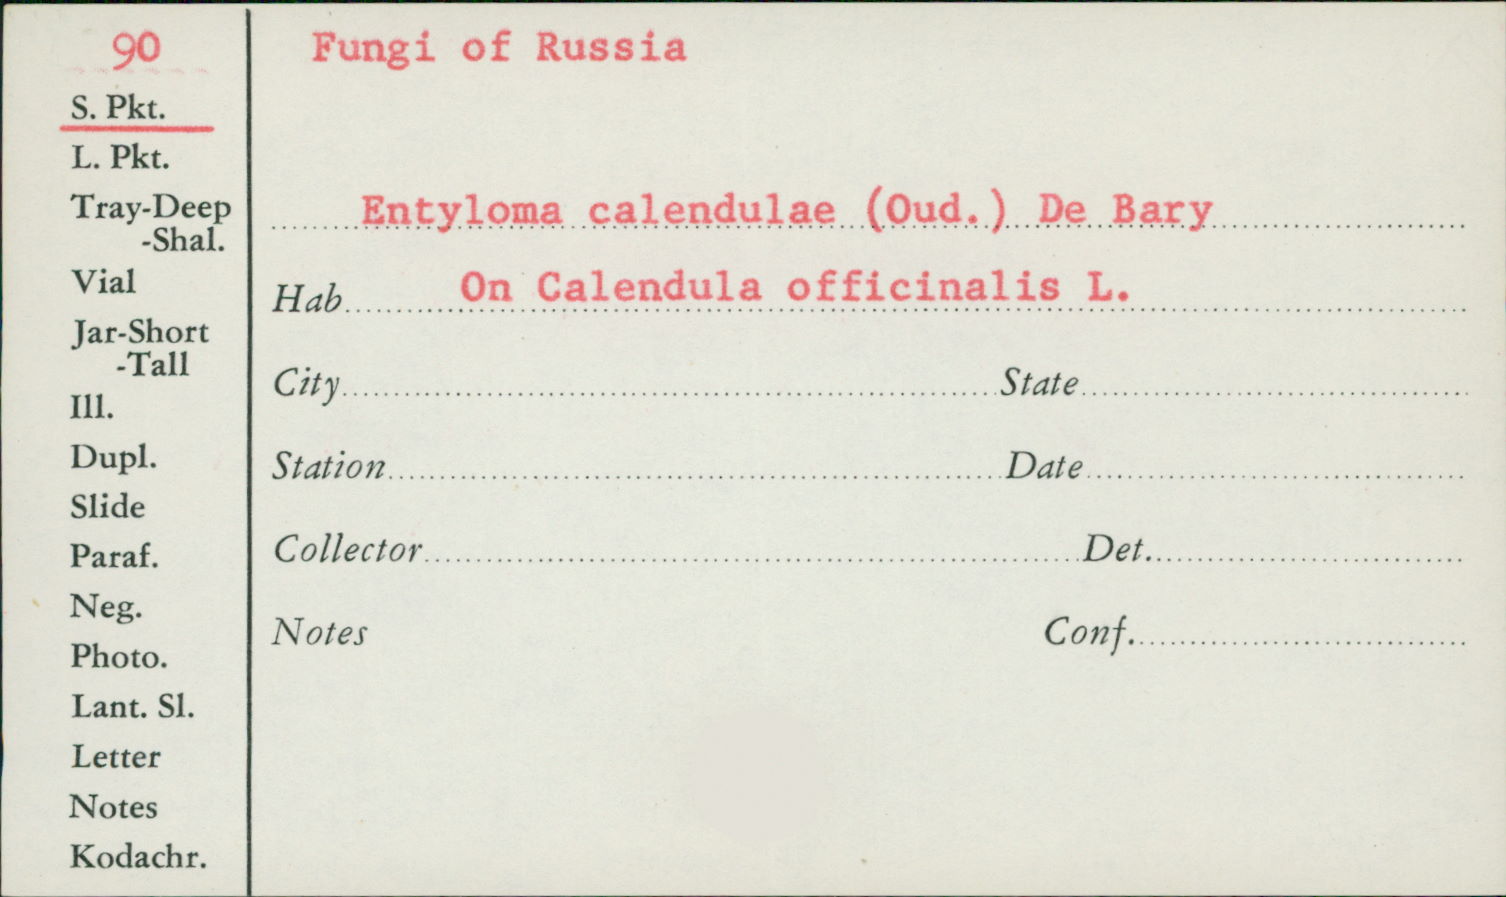 90
S. Pkt.
L. Pkt.
Tray-Deep
-Shal.
Vial
Jar-Short
-Tall
Ill.
Dupl.
Slide
Paraf.
Neg.
Photo.
Lant. Sl.
Letter
Notes
Kodachr.
Fungi of Russia
Entyloma calendulae (Oud.) De Bary
Hab. On Calendula officinalis L.
City State
Station Date
Collector Det.
Notes Conf.